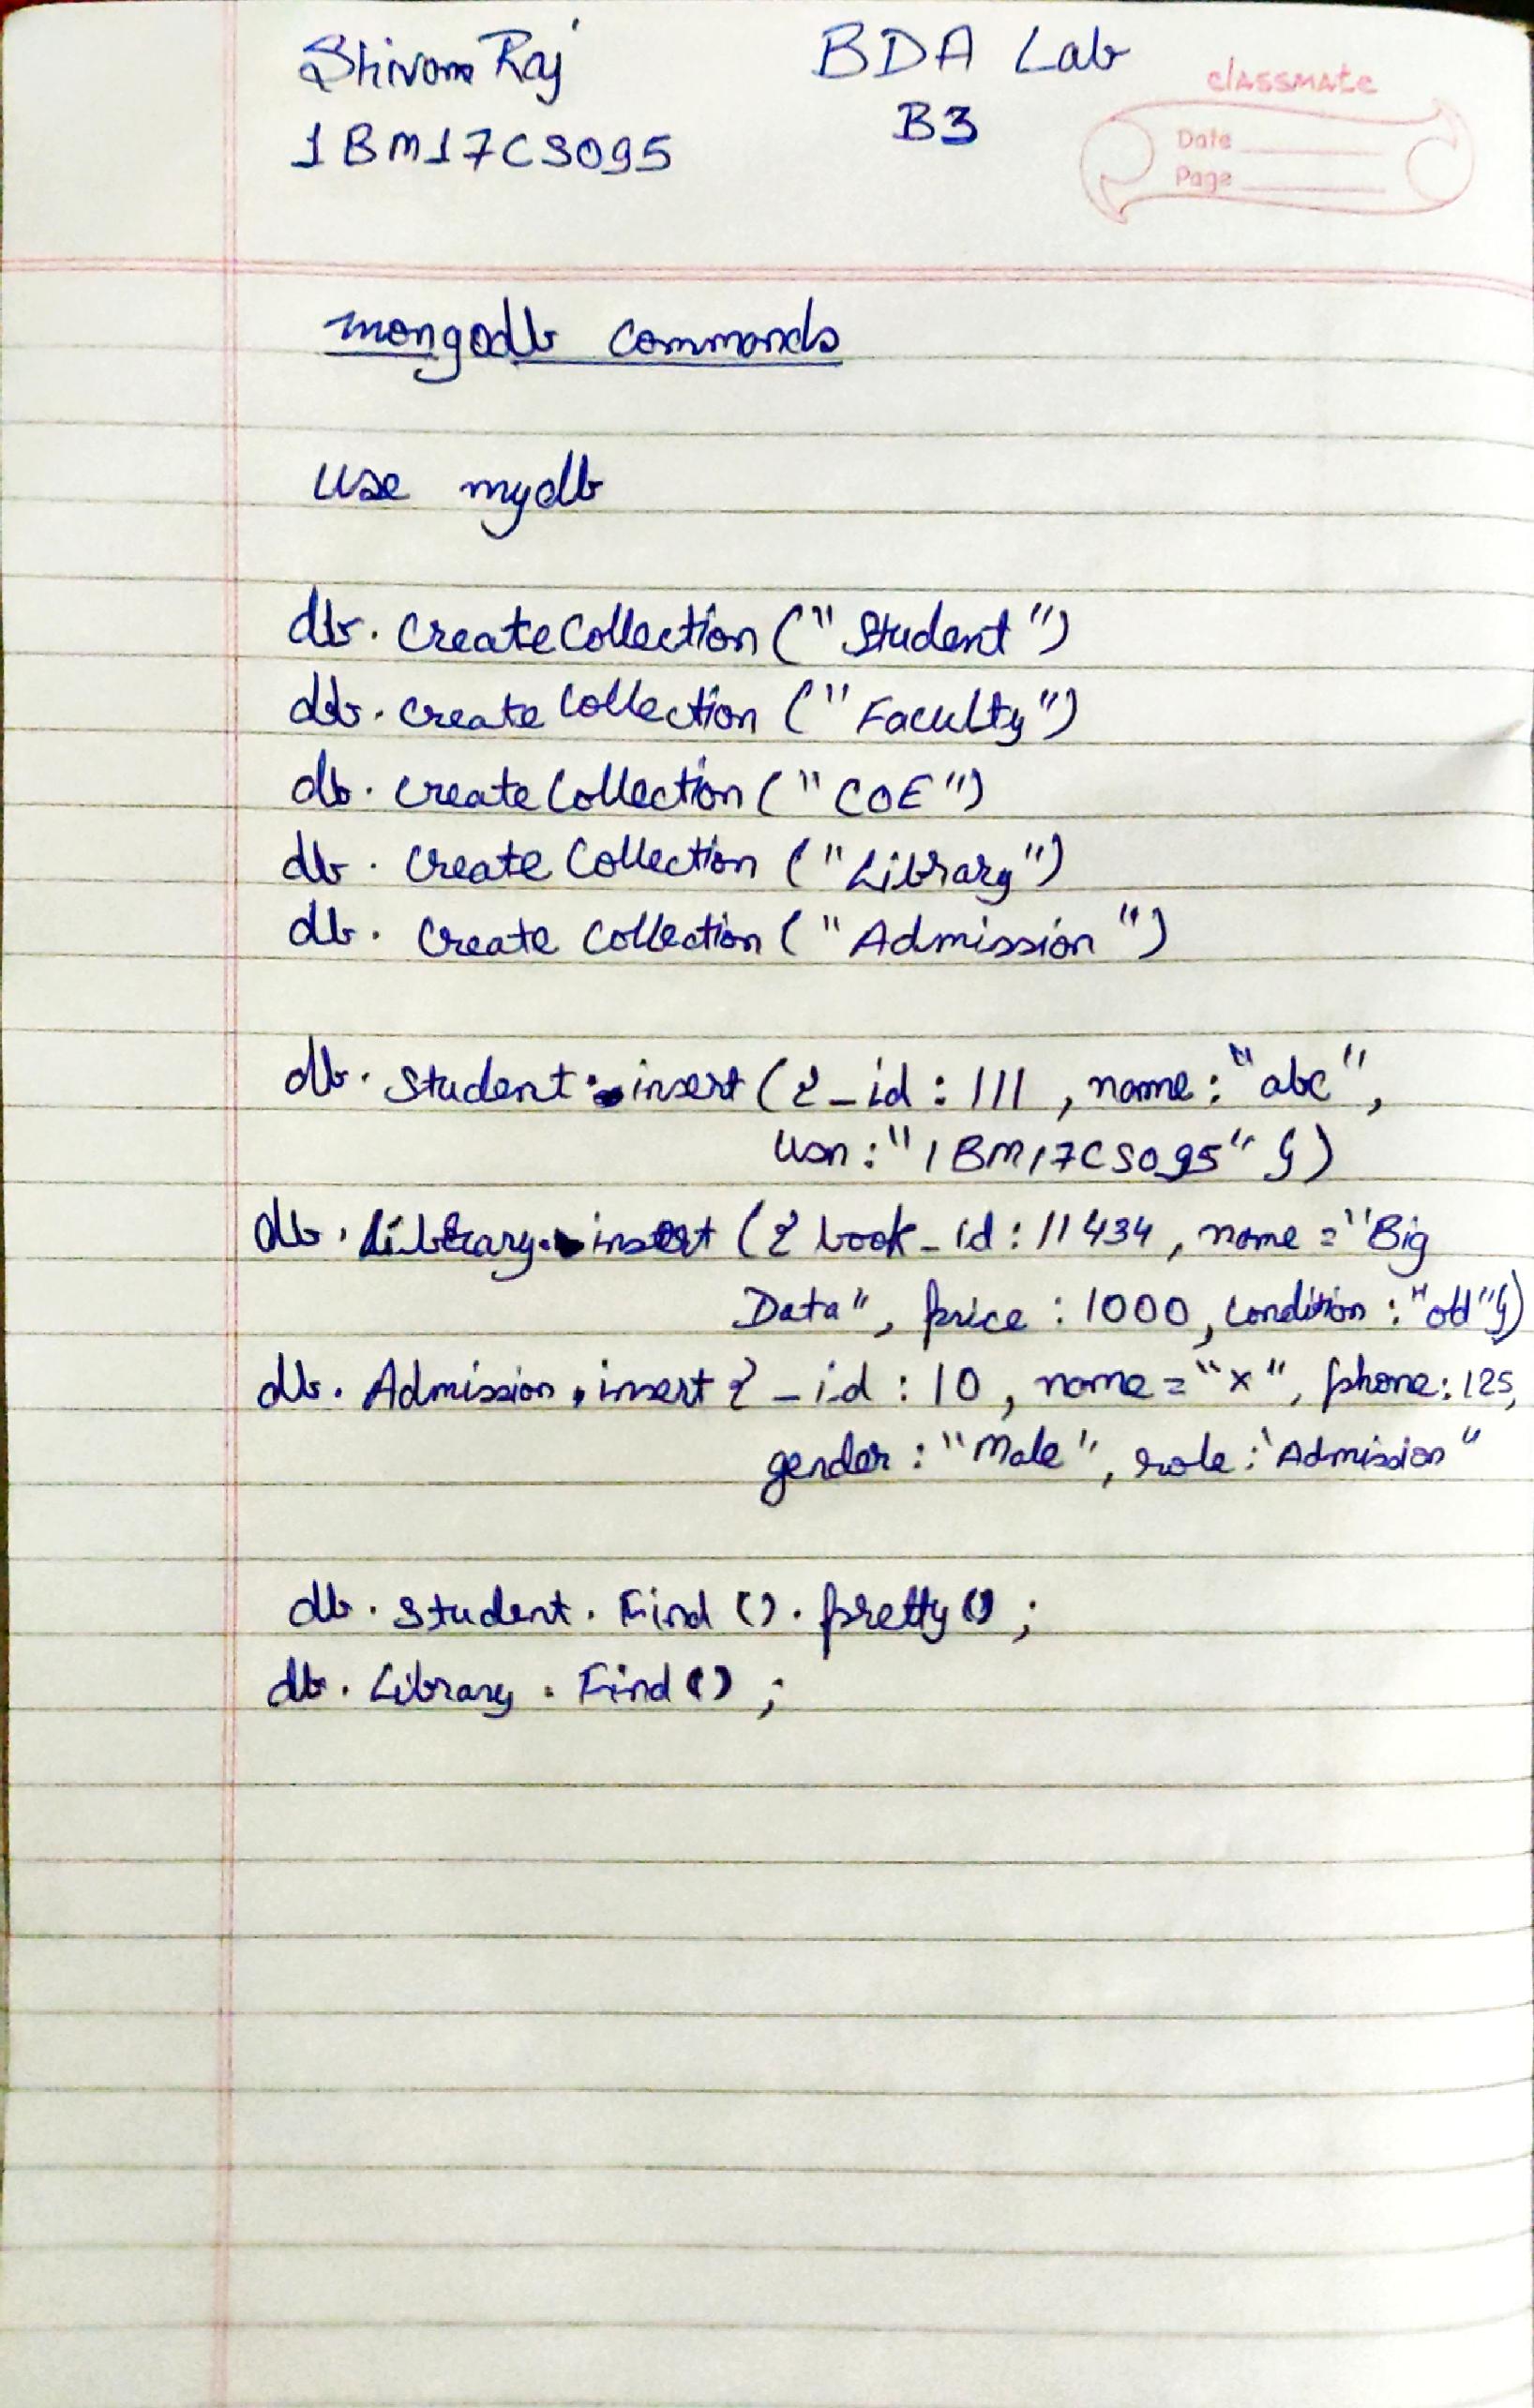 Shivam Raj
BDA Lab
1BM17CS095
B3
classmate
Date
Page
mongodb commands
use mydb
db. createCollection ("Student")
db. create Collection ("Faculty")
db. create Collection ("COE")
db. create Collection ("Library")
db. Create Collection ("Admission")
db. Student. insert ({_id : 111, name: "abc",
usn : "1BM17CS095"})
db. Library. insert ({ book_id : 11434, name = "Big
Data", price : 1000, condition : "old"})
db. Admission. insert {_id : 10, name = "x", phone: 125,
gender : "Male", role : 'Admission"
db. Student. Find (). pretty();
db. Library. Find();